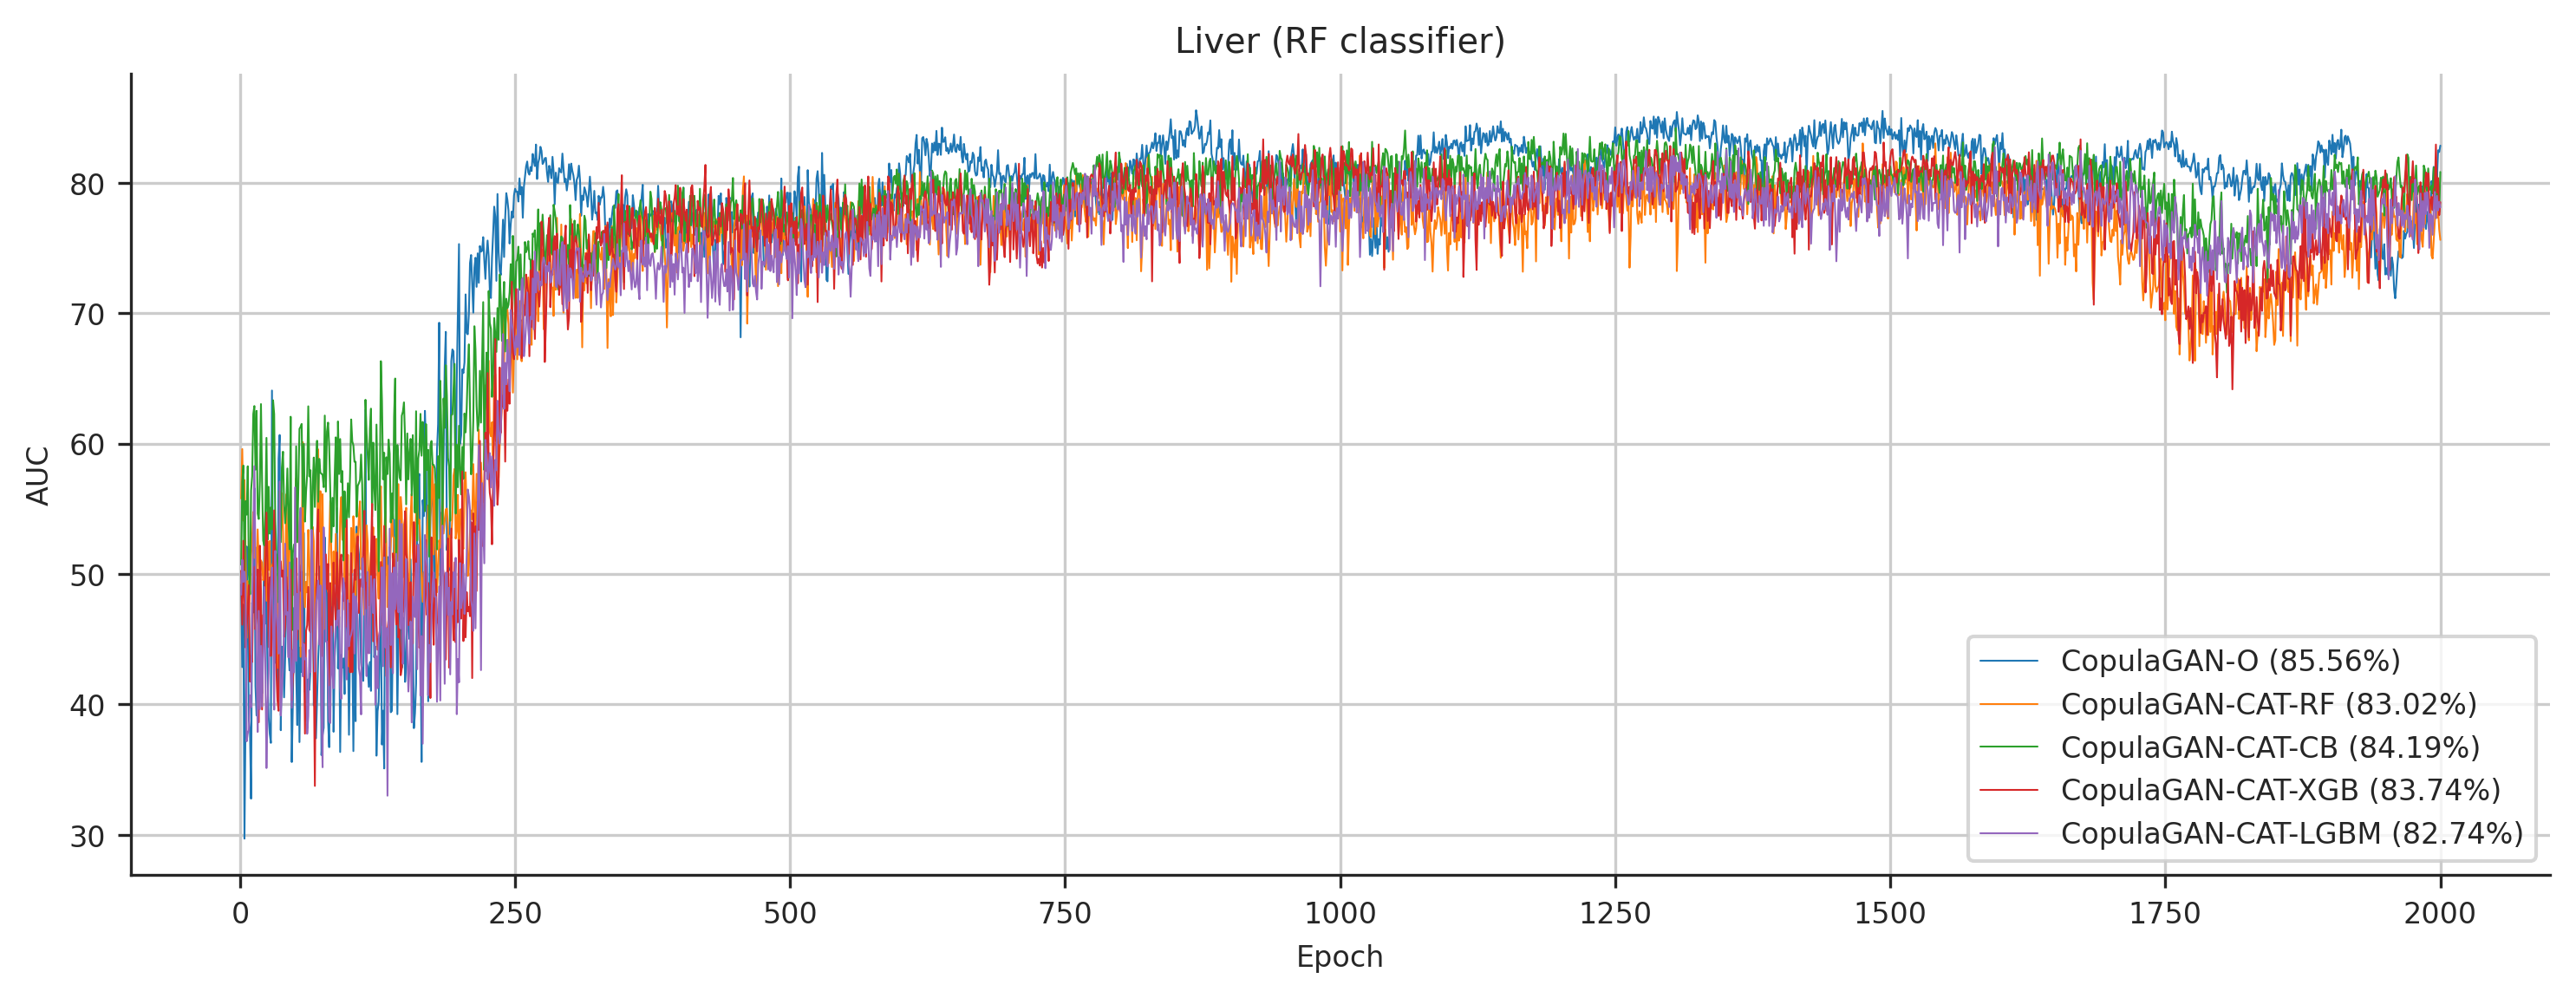 Liver (RF classifier)
AUC
80
70
60
50
40
30
0 250 500 750 1000 1250 1500 1750 2000
Epoch
CopulaGAN-O (85.56%)
CopulaGAN-CAT-RF (83.02%)
CopulaGAN-CAT-CB (84.19%)
CopulaGAN-CAT-XGB (83.74%)
CopulaGAN-CAT-LGBM (82.74%)